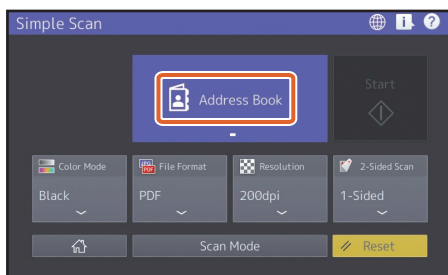 Simple Scan
Address Book
Start
Color Mode
File Format
Resolution
2-Sided Scan
Black
PDF
200dpi
1-Sided
Scan Mode
Reset